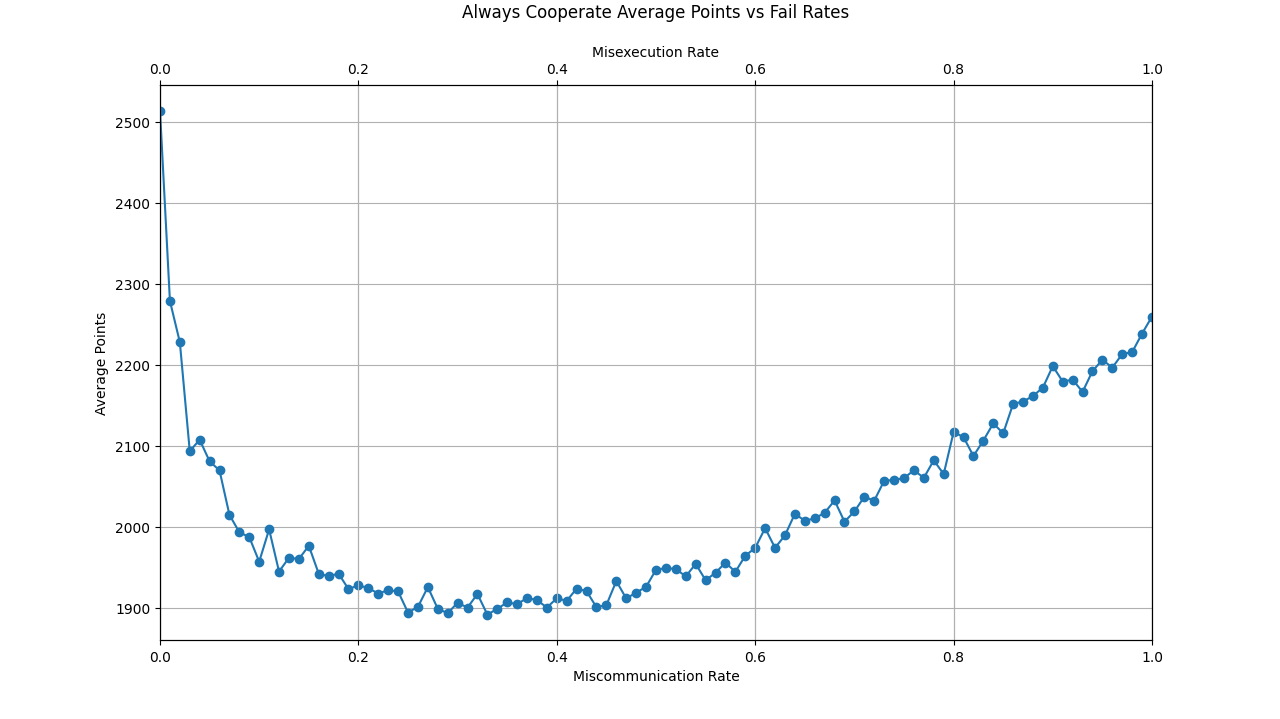 Always Cooperate Average Points vs Fail Rates
Misexecution Rate
0.0 0.2 0.4 0.6 0.8 1.0
2500
2400
2300
2200
2100
2000
1900
Average Points
0.0 0.2 0.4 0.6 0.8 1.0
Miscommunication Rate